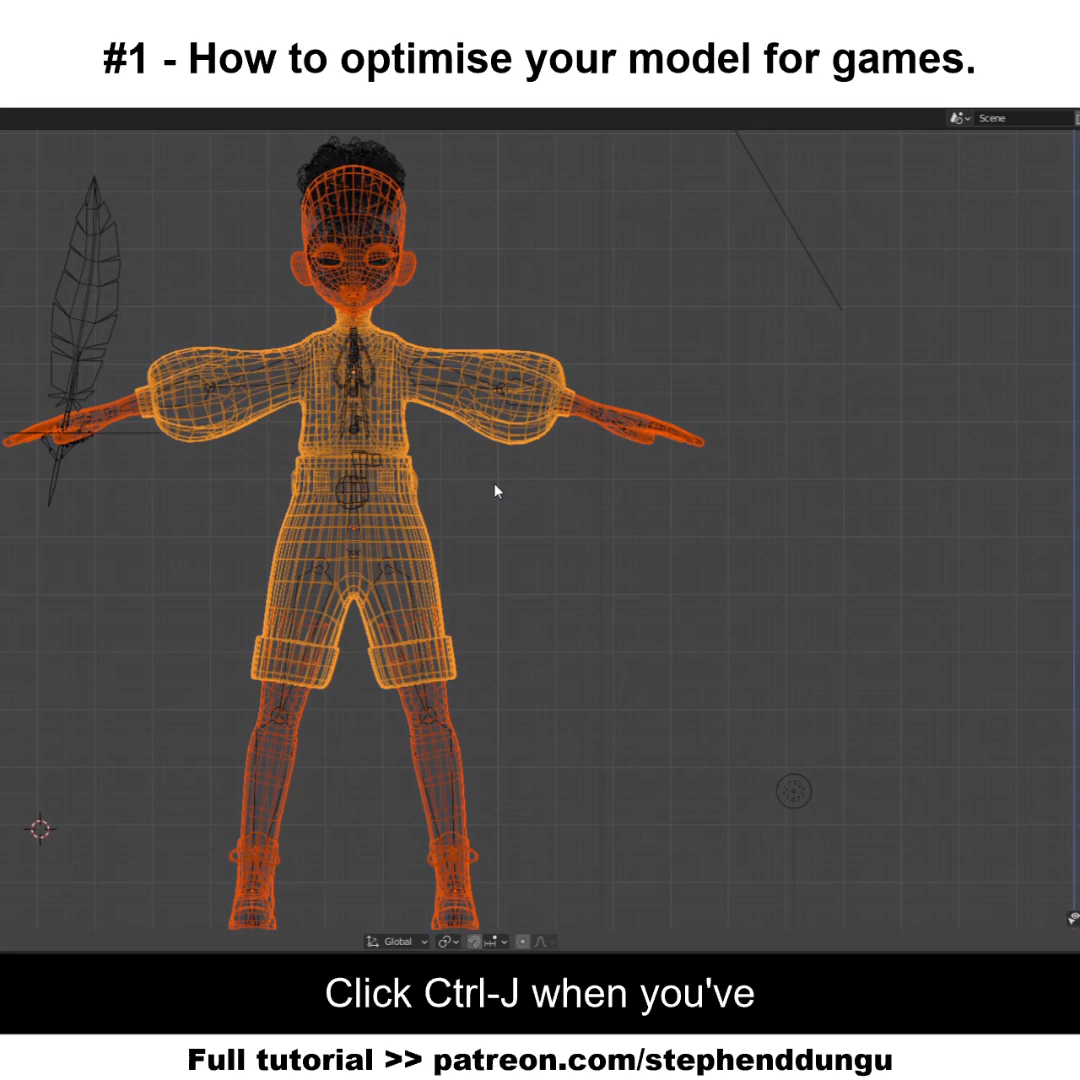 #1 - How to optimise your model for games.
Scene
Global
Click Ctrl-J when you've
Full tutorial >> patreon.com/stephenddungu